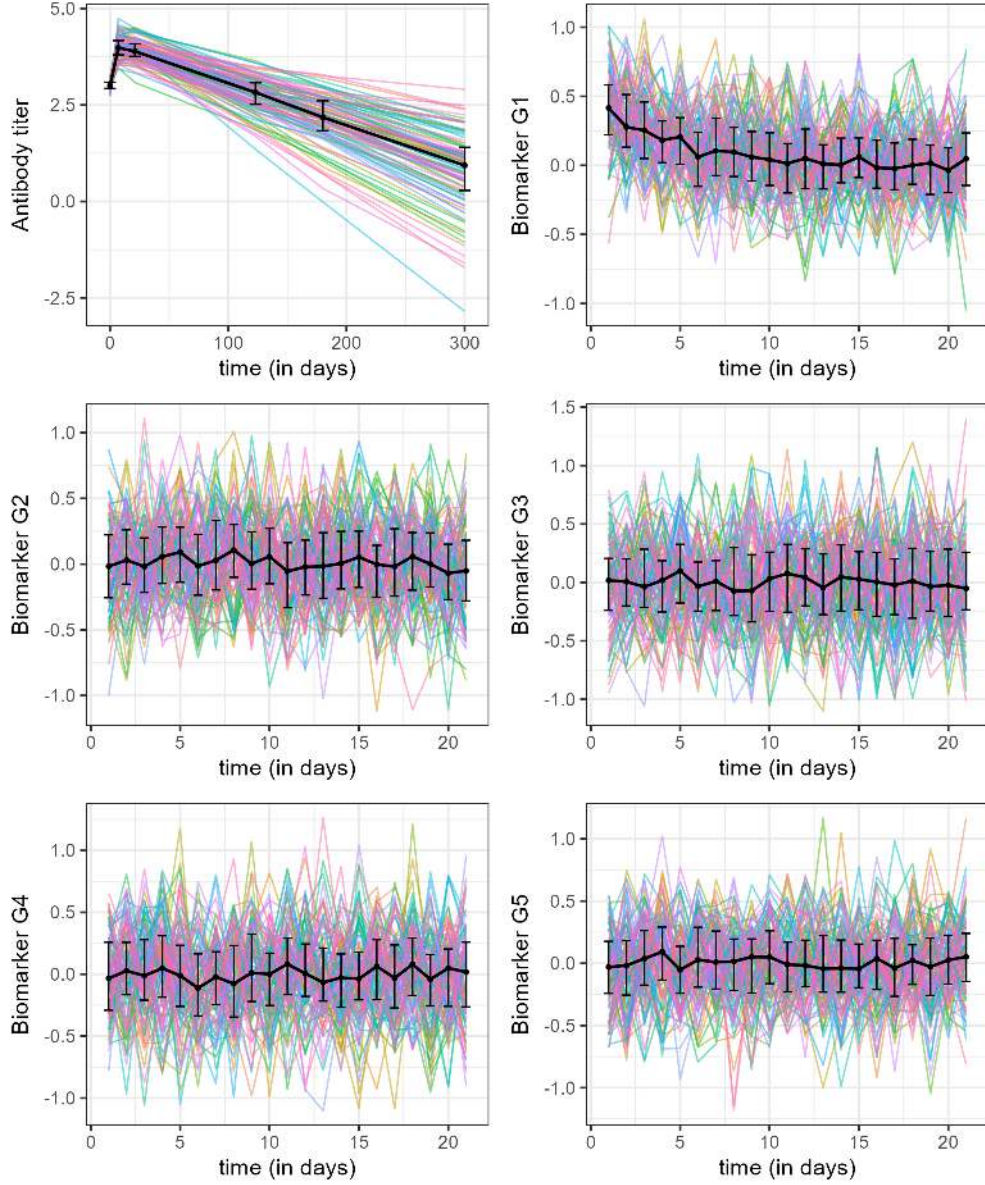 Antibody titer
5.0
2.5
0.0
-2.5
0 100 200 300
time (in days)
Biomarker G1
1.0
0.5
0.0
-0.5
-1.0
0 5 10 15 20
time (in days)
Biomarker G2
1.0
0.5
0.0
-0.5
-1.0
0 5 10 15 20
time (in days)
Biomarker G3
1.5
1.0
0.5
0.0
-0.5
-1.0
0 5 10 15 20
time (in days)
Biomarker G4
1.0
0.5
0.0
-0.5
-1.0
0 5 10 15 20
time (in days)
Biomarker G5
1.0
0.5
0.0
-0.5
-1.0
0 5 10 15 20
time (in days)